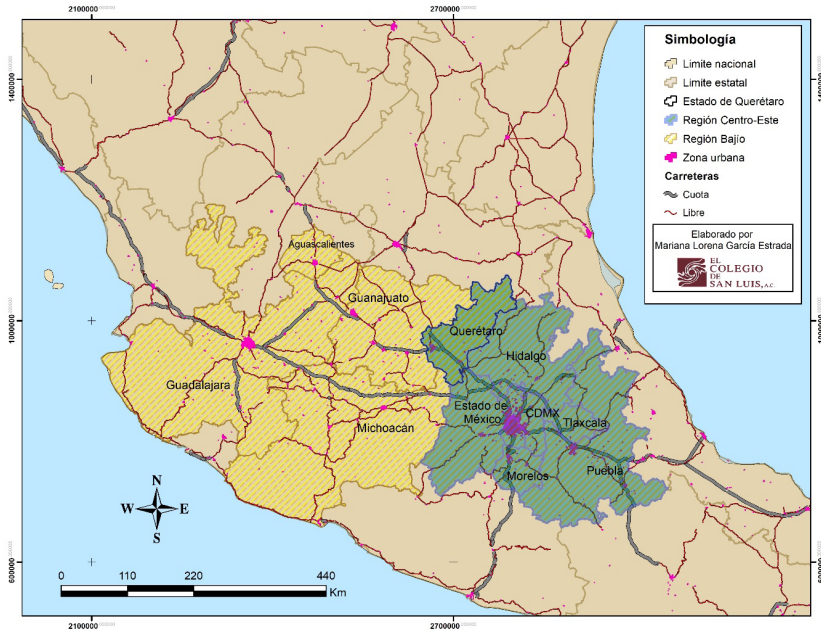 2100000
2700000
1400000
1400000
Simbología
Limite nacional
Limite estatal
Estado de Querétaro
Región Centro-Este
Región Bajío
Zona urbana
Carreteras
Cuota
Libre
Elaborado por
Mariana Lorena García Estrada
EL
COLEGIO
DE
SAN LUIS, A.C.
Aguascalientes
Guanajuato
1000000
1000000
Querétaro
Hidalgo
Guadalajara
Estado de
México
CDMX
Tlaxcala
Michoacán
Puebla
Morelos
N
W
E
S
600000
600000
0
110
220
440
Km
2100000
2700000